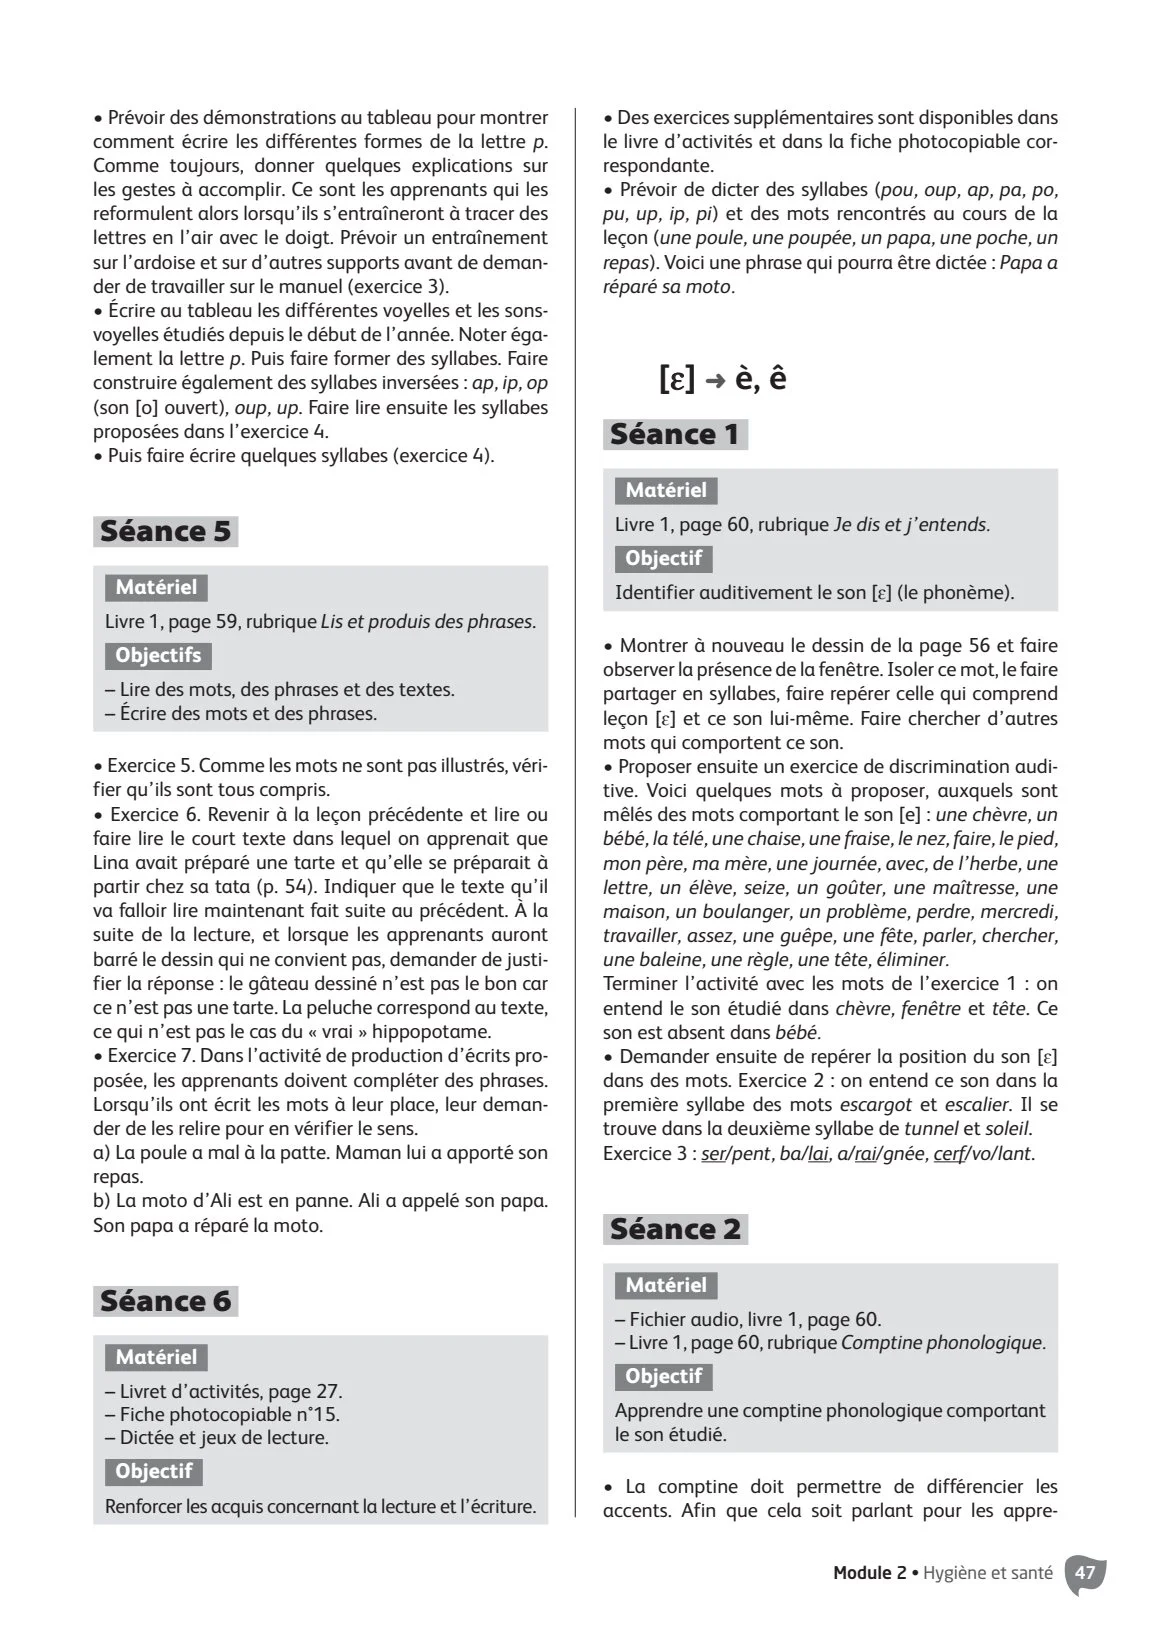 • Prévoir des démonstrations au tableau pour montrer
comment écrire les différentes formes de la lettre p.
Comme toujours, donner quelques explications sur
les gestes à accomplir. Ce sont les apprenants qui les
reformulent alors lorsqu’ils s’entraîneront à tracer des
lettres en l’air avec le doigt. Prévoir un entraînement
sur l’ardoise et sur d’autres supports avant de deman-
der de travailler sur le manuel (exercice 3).
• Écrire au tableau les différentes voyelles et les sons-
voyelles étudiés depuis le début de l’année. Noter éga-
lement la lettre p. Puis faire former des syllabes. Faire
construire également des syllabes inversées : ap, ip, op
(son [o] ouvert), oup, up. Faire lire ensuite les syllabes
proposées dans l’exercice 4.
• Puis faire écrire quelques syllabes (exercice 4).
Séance 5
Matériel
Livre 1, page 59, rubrique Lis et produis des phrases.
Objectifs
– Lire des mots, des phrases et des textes.
– Écrire des mots et des phrases.
• Exercice 5. Comme les mots ne sont pas illustrés, véri-
fier qu’ils sont tous compris.
• Exercice 6. Revenir à la leçon précédente et lire ou
faire lire le court texte dans lequel on apprenait que
Lina avait préparé une tarte et qu’elle se préparait à
partir chez sa tata (p. 54). Indiquer que le texte qu’il
va falloir lire maintenant fait suite au précédent. À la
suite de la lecture, et lorsque les apprenants auront
barré le dessin qui ne convient pas, demander de justi-
fier la réponse : le gâteau dessiné n’est pas le bon car
ce n’est pas une tarte. La peluche correspond au texte,
ce qui n’est pas le cas du « vrai » hippopotame.
• Exercice 7. Dans l’activité de production d’écrits pro-
posée, les apprenants doivent compléter des phrases.
Lorsqu’ils ont écrit les mots à leur place, leur deman-
der de les relire pour en vérifier le sens.
a) La poule a mal à la patte. Maman lui a apporté son
repas.
b) La moto d’Ali est en panne. Ali a appelé son papa.
Son papa a réparé la moto.
Séance 6
Matériel
– Livret d’activités, page 27.
– Fiche photocopiable n°15.
– Dictée et jeux de lecture.
Objectif
Renforcer les acquis concernant la lecture et l’écriture.
• Des exercices supplémentaires sont disponibles dans
le livre d’activités et dans la fiche photocopiable cor-
respondante.
• Prévoir de dicter des syllabes (pou, oup, ap, pa, po,
pu, up, ip, pi) et des mots rencontrés au cours de la
leçon (une poule, une poupée, un papa, une poche, un
repas). Voici une phrase qui pourra être dictée : Papa a
réparé sa moto.
[ɛ] ➜ è, ê
Séance 1
Matériel
Livre 1, page 60, rubrique Je dis et j’entends.
Objectif
Identifier auditivement le son [ɛ] (le phonème).
• Montrer à nouveau le dessin de la page 56 et faire
observer la présence de la fenêtre. Isoler ce mot, le faire
partager en syllabes, faire repérer celle qui comprend
leçon [ɛ] et ce son lui-même. Faire chercher d’autres
mots qui comportent ce son.
• Proposer ensuite un exercice de discrimination audi-
tive. Voici quelques mots à proposer, auxquels sont
mêlés des mots comportant le son [e] : une chèvre, un
bébé, la télé, une chaise, une fraise, le nez, faire, le pied,
mon père, ma mère, une journée, avec, de l’herbe, une
lettre, un élève, seize, un goûter, une maîtresse, une
maison, un boulanger, un problème, perdre, mercredi,
travailler, assez, une guêpe, une fête, parler, chercher,
une baleine, une règle, une tête, éliminer.
Terminer l’activité avec les mots de l’exercice 1 : on
entend le son étudié dans chèvre, fenêtre et tête. Ce
son est absent dans bébé.
• Demander ensuite de repérer la position du son [ɛ]
dans des mots. Exercice 2 : on entend ce son dans la
première syllabe des mots escargot et escalier. Il se
trouve dans la deuxième syllabe de tunnel et soleil.
Exercice 3 : ser/pent, ba/lai, a/rai/gnée, cerf/vo/lant.
Séance 2
Matériel
– Fichier audio, livre 1, page 60.
– Livre 1, page 60, rubrique Comptine phonologique.
Objectif
Apprendre une comptine phonologique comportant
le son étudié.
• La comptine doit permettre de différencier les
accents. Afin que cela soit parlant pour les appre-
Module 2 • Hygiène et santé 47